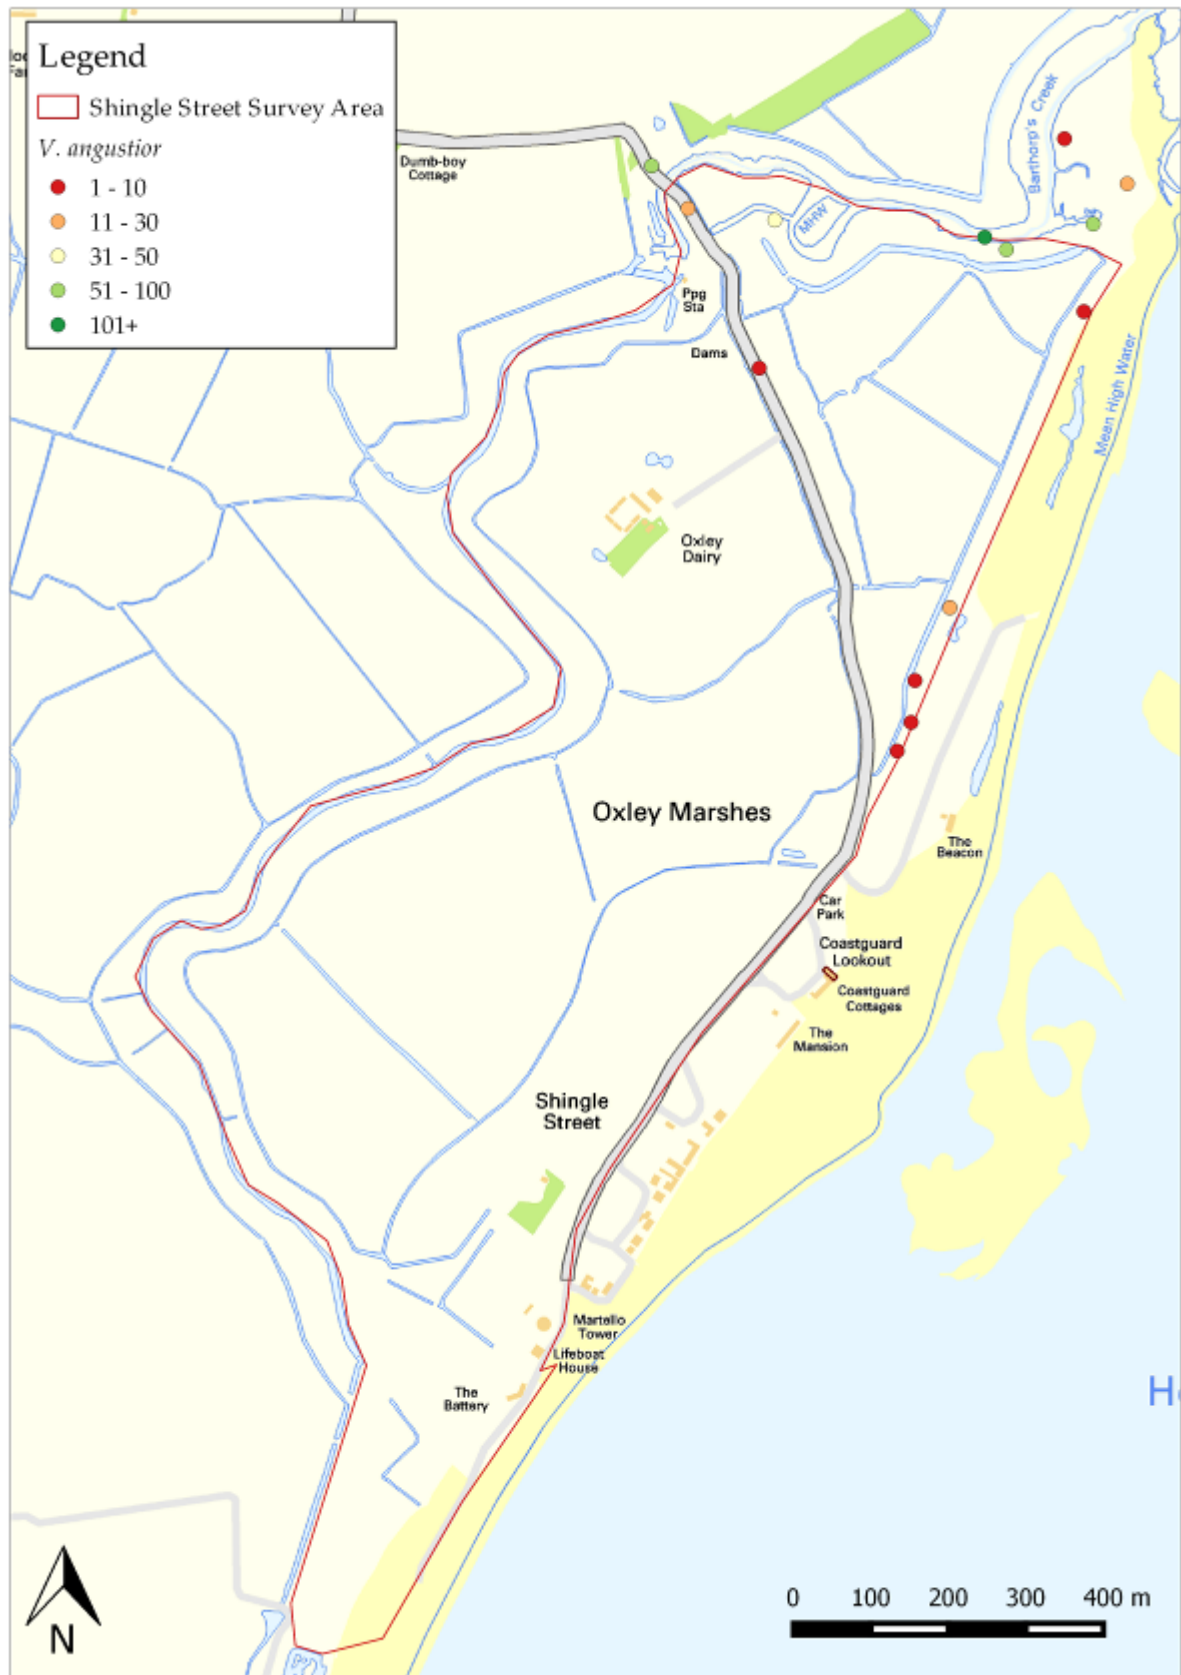 Legend
Shingle Street Survey Area
V. angustior
1 - 10
11 - 30
31 - 50
51 - 100
101+
Dumb-boy
Cottage
Barthorp's Creek
MHW
Ppg
Sta
Dams
Mean High Water
Oxley
Dairy
Oxley Marshes
The
Beacon
Car
Park
Coastguard
Lookout
Coastguard
Cottages
The
Mansion
Shingle
Street
Martello
Tower
Lifeboat
House
The
Battery
N
0 100 200 300 400 m